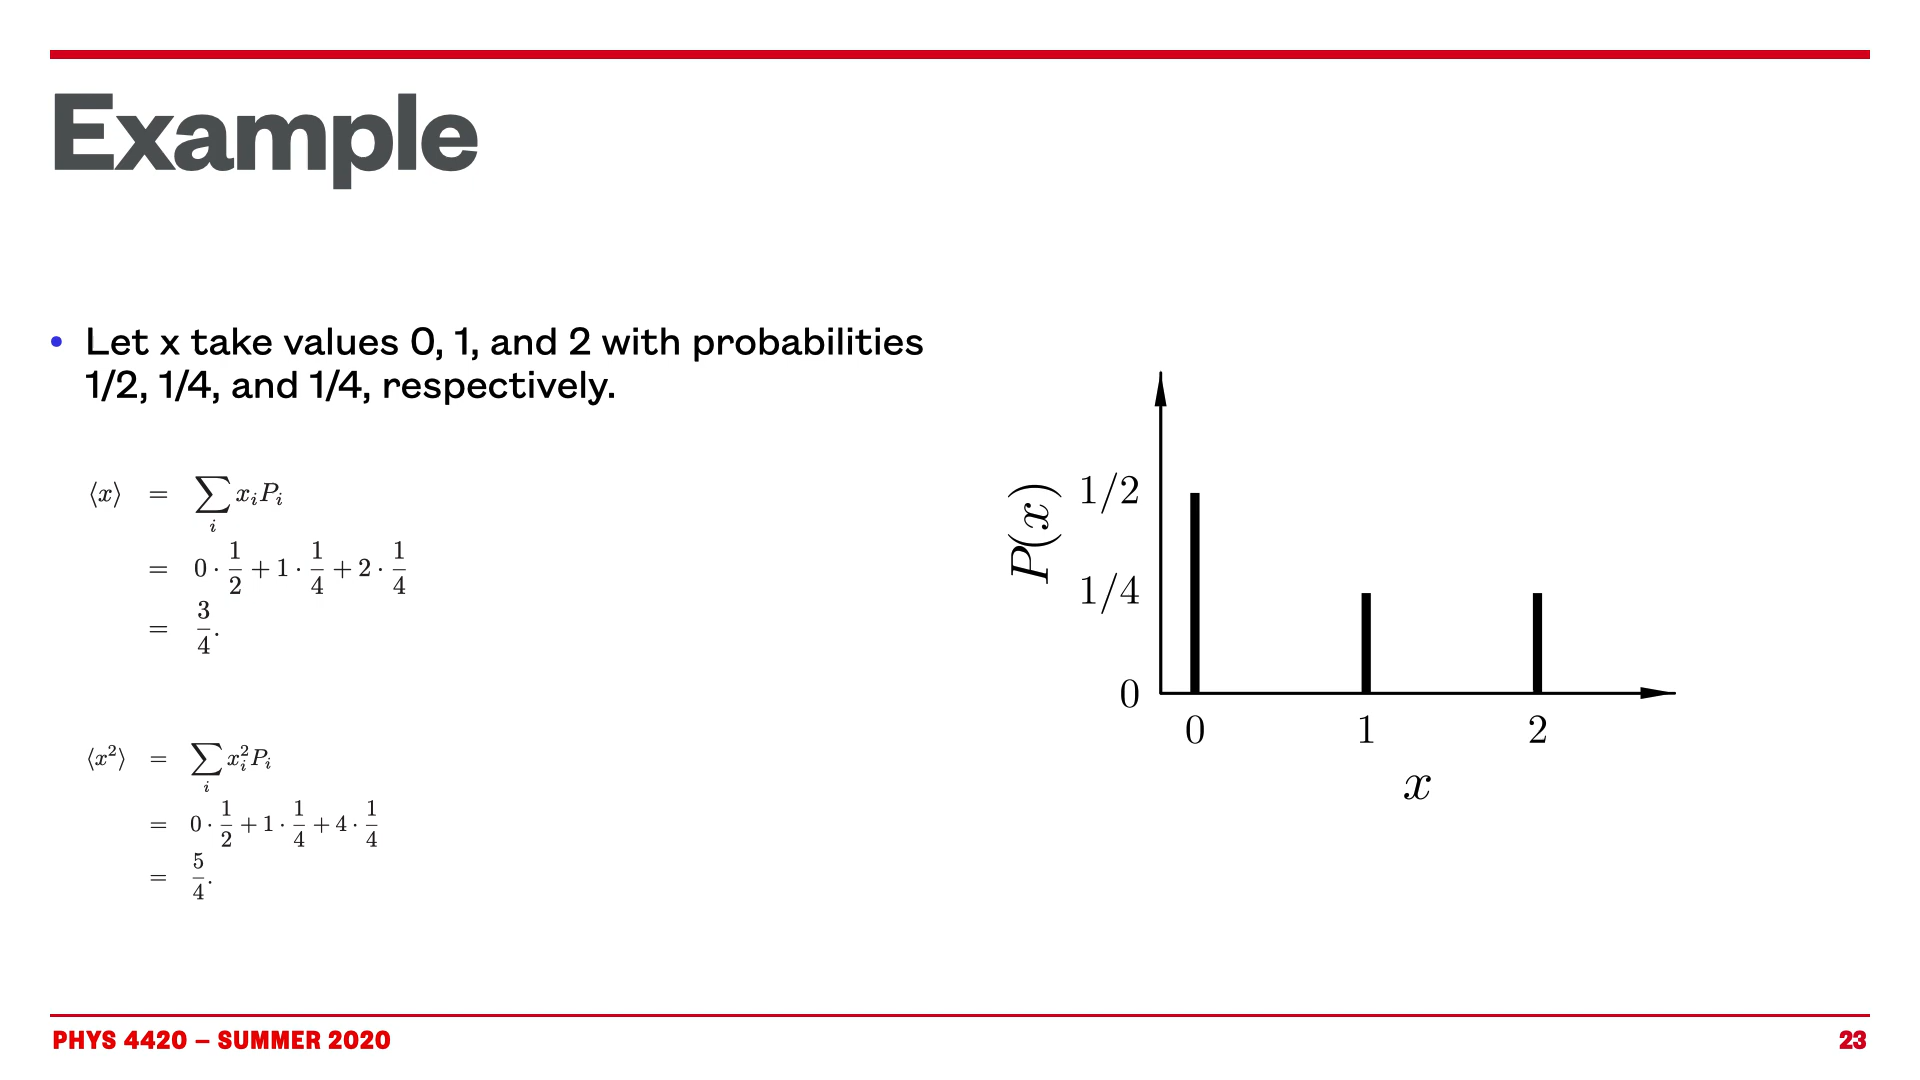 Example
• Let x take values 0, 1, and 2 with probabilities
1/2, 1/4, and 1/4, respectively.
⟨x⟩ = ∑_i x_i P_i
= 0 · 1/2 + 1 · 1/4 + 2 · 1/4
= 3/4.
⟨x²⟩ = ∑_i x_i² P_i
= 0 · 1/2 + 1 · 1/4 + 4 · 1/4
= 5/4.
P(x)
1/2
1/4
0
0 1 2
x
PHYS 4420 – SUMMER 2020
23